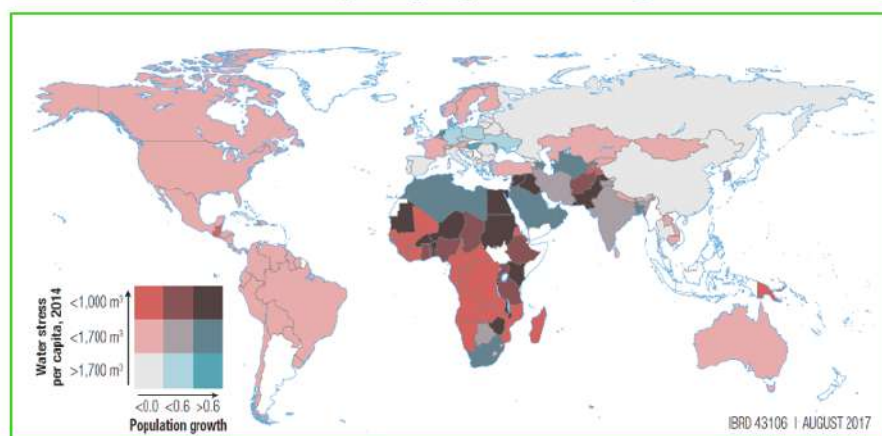 Water stress
per capita, 2014
<1,000 m³
<1,700 m³
>1,700 m³
<0.0 <0.6 >0.6
Population growth
IBRD 43106 | AUGUST 2017